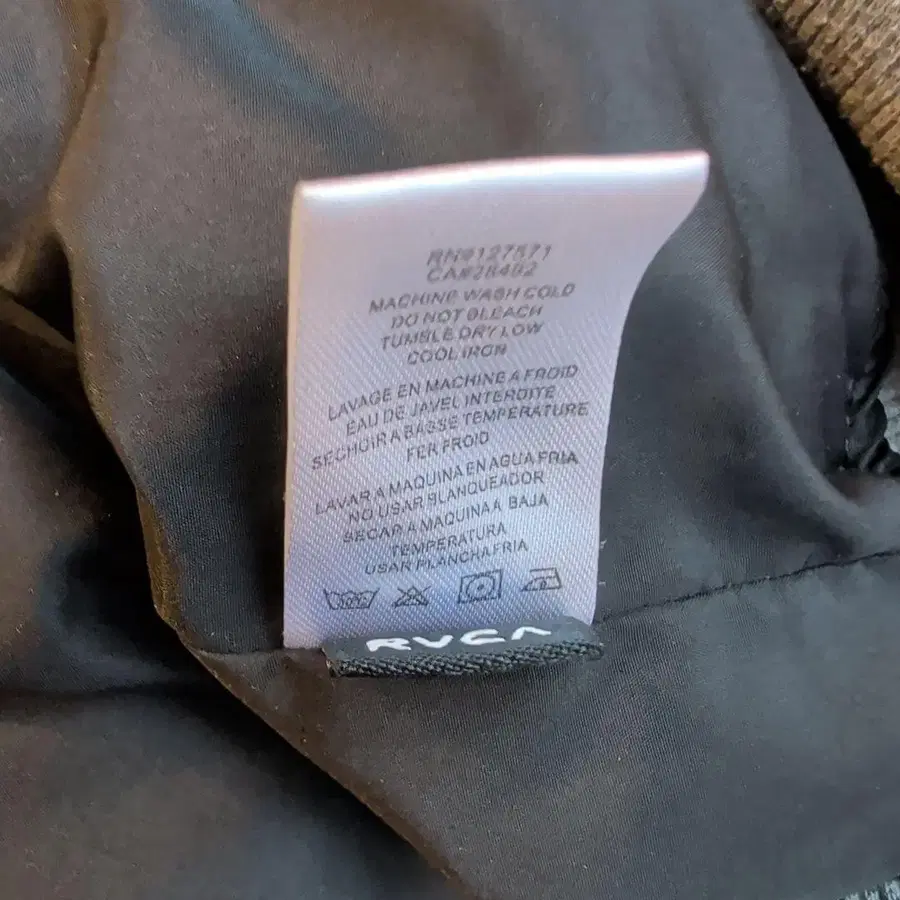 RN#127571
CA#28402
MACHINE WASH COLD
DO NOT BLEACH
TUMBLE DRY LOW
COOL IRON
LAVAGE EN MACHINE A FROID
EAU DE JAVEL INTERDITE
SECHOIR A BASSE TEMPERATURE
FER FROID
LAVAR A MAQUINA EN AGUA FRIA
NO USAR BLANQUEADOR
SECAR A MAQUINA A BAJA
TEMPERATURA
USAR PLANCHA FRIA
RVCA